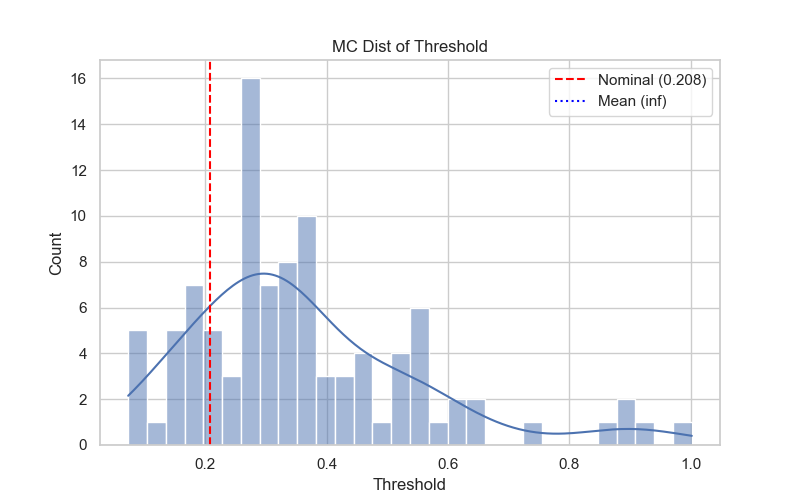 MC Dist of Threshold
Nominal (0.208)
Mean (inf)
Count
16
14
12
10
8
6
4
2
0
0.2 0.4 0.6 0.8 1.0
Threshold